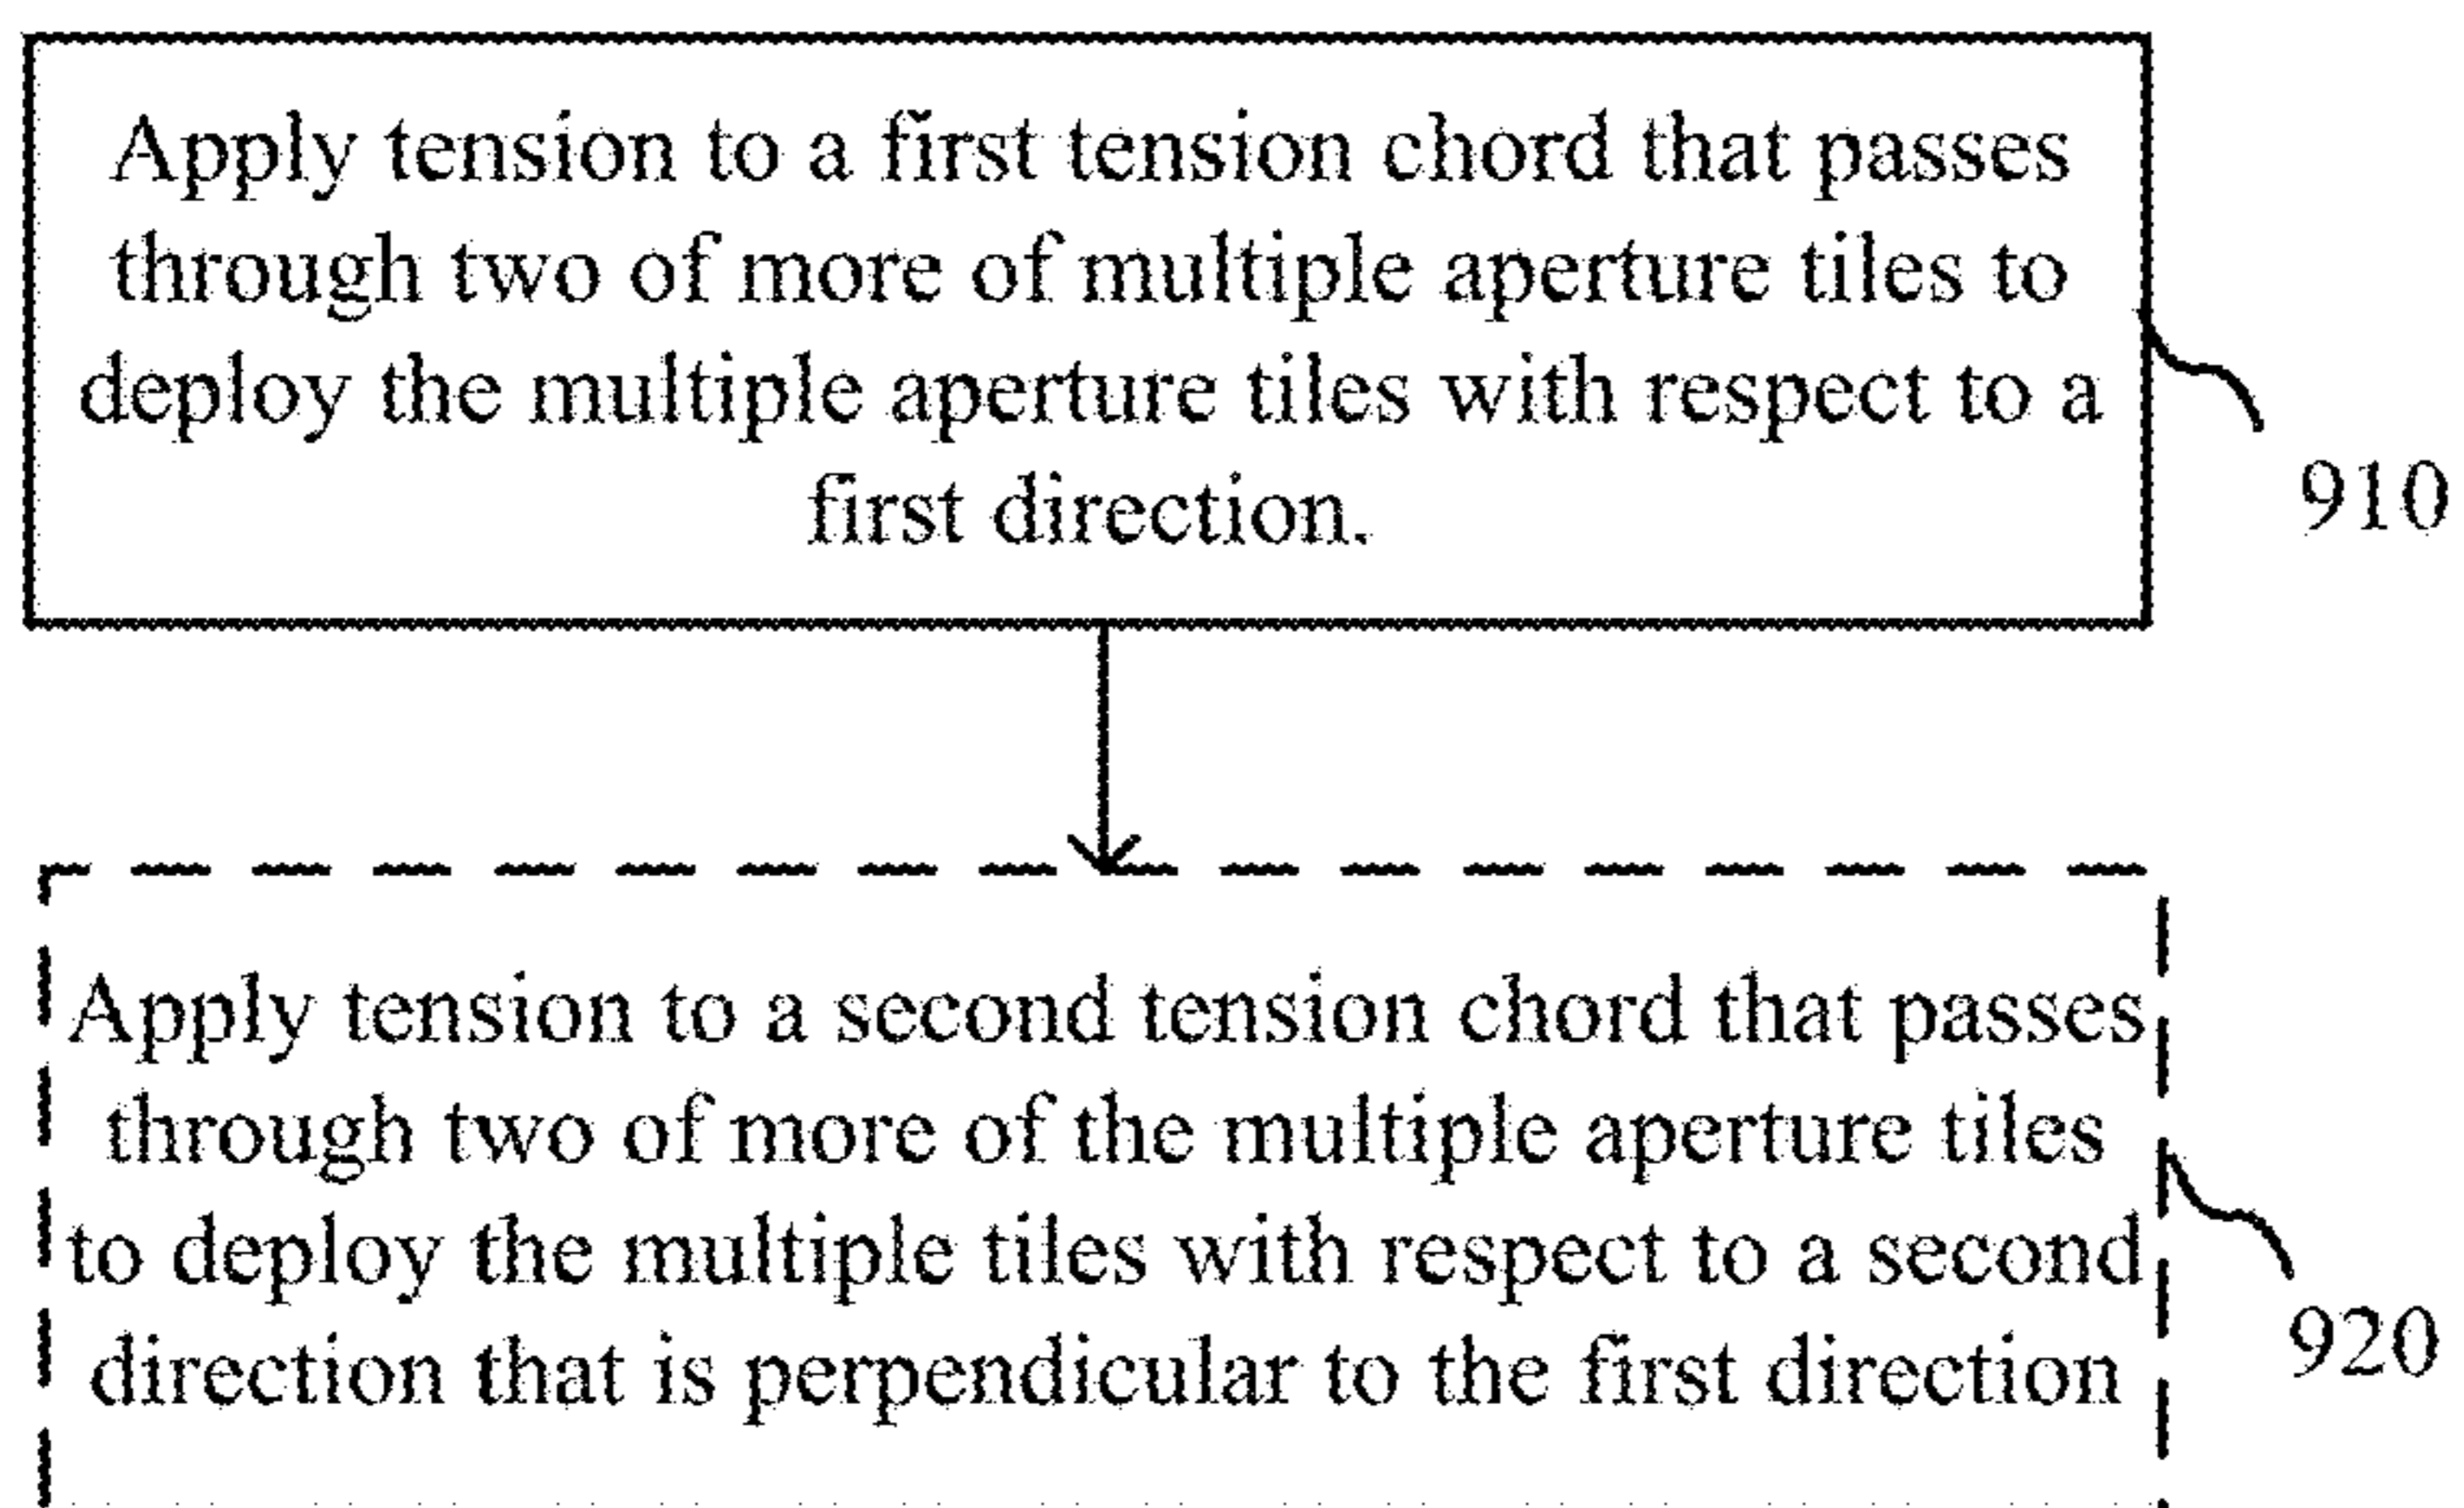 Apply tension to a first tension chord that passes
through two of more of multiple aperture tiles to
deploy the multiple aperture tiles with respect to a
first direction.
910
Apply tension to a second tension chord that passes
through two of more of the multiple aperture tiles
to deploy the multiple tiles with respect to a second
direction that is perpendicular to the first direction
920